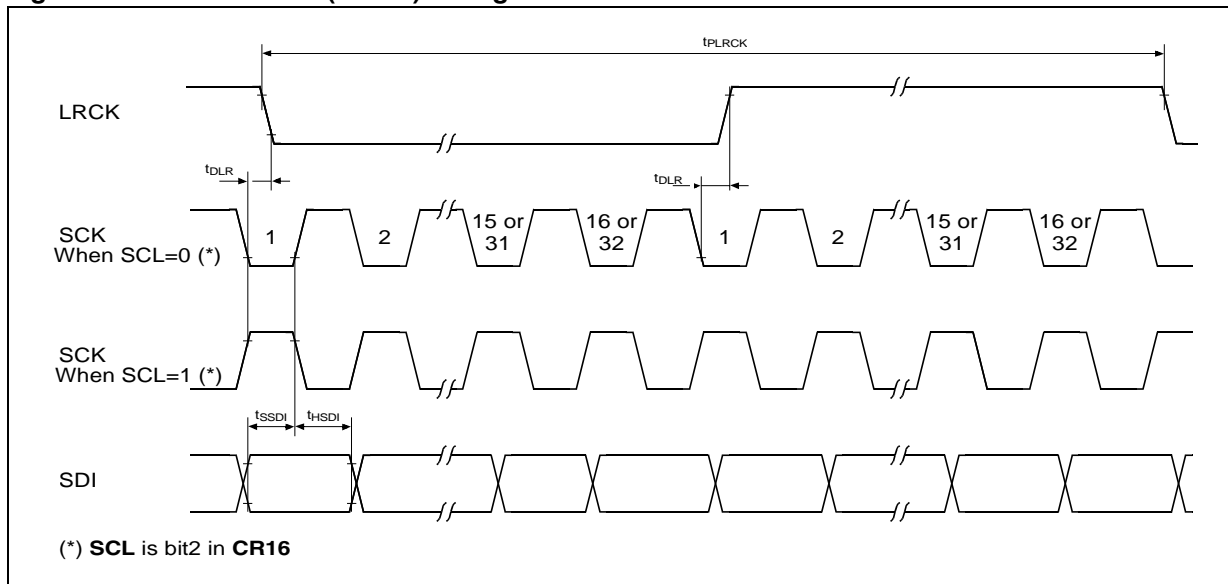 tPLRCK
LRCK
tDLR
tDLR
SCK
When SCL=0 (*)
1
2
15 or
31
16 or
32
1
2
15 or
31
16 or
32
SCK
When SCL=1 (*)
tSSDI
tHSDI
SDI
(*) SCL is bit2 in CR16